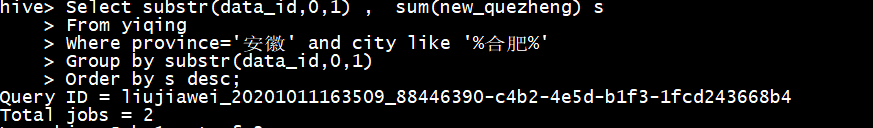 hive> Select substr(data_id,0,1) ,  sum(new_quezheng) s
    > From yiqing
    > Where province='安徽' and city like '%合肥%'
    > Group by substr(data_id,0,1)
    > Order by s desc;
Query ID = liujiawei_20201011163509_88446390-c4b2-4e5d-b1f3-1fcd243668b4
Total jobs = 2